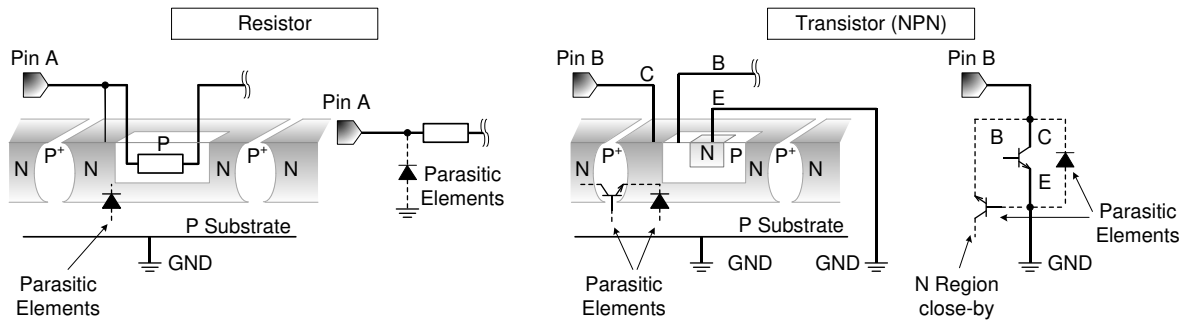 Resistor
Transistor (NPN)
Pin A
Pin A
P
N
P+
N
P+
N
N
Parasitic
Elements
P Substrate
GND
Parasitic
Elements
Pin B
C
B
E
N
P+
N
N
P
P+
N
N
P Substrate
GND
GND
Parasitic
Elements
Pin B
B
C
E
Parasitic
Elements
GND
N Region
close-by